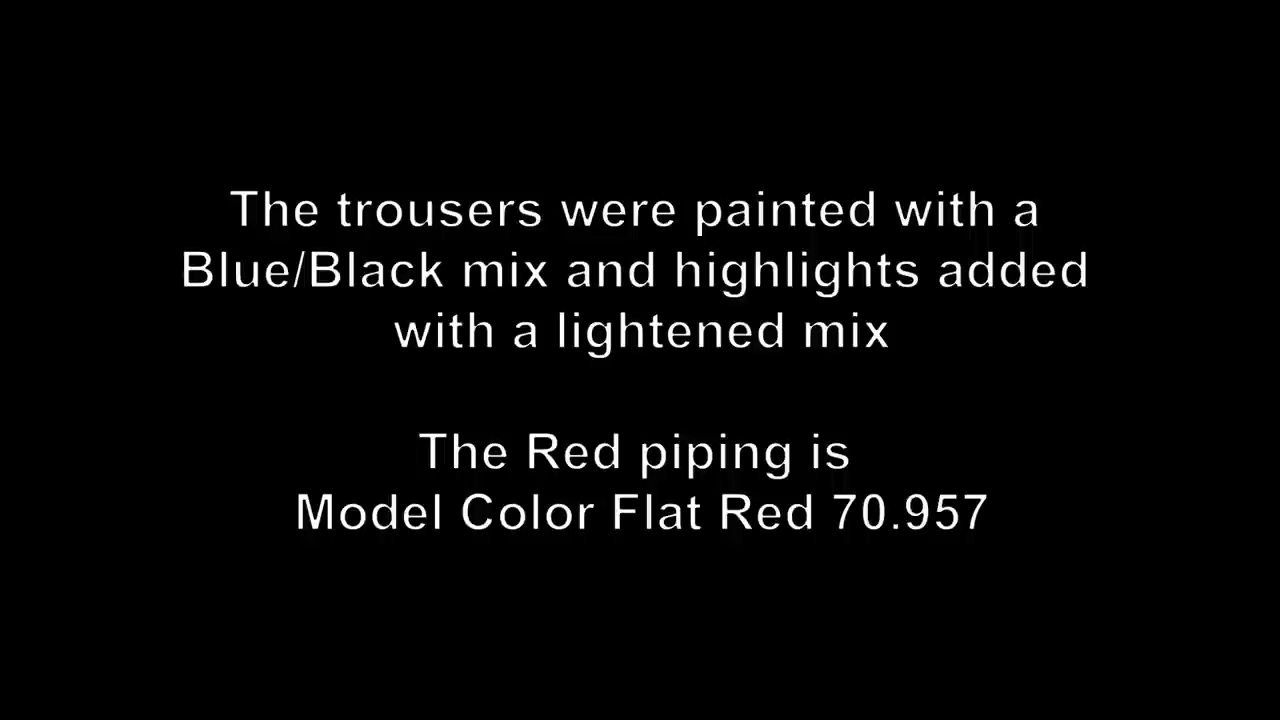 The trousers were painted with a
Blue/Black mix and highlights added
with a lightened mix
The Red piping is
Model Color Flat Red 70.957